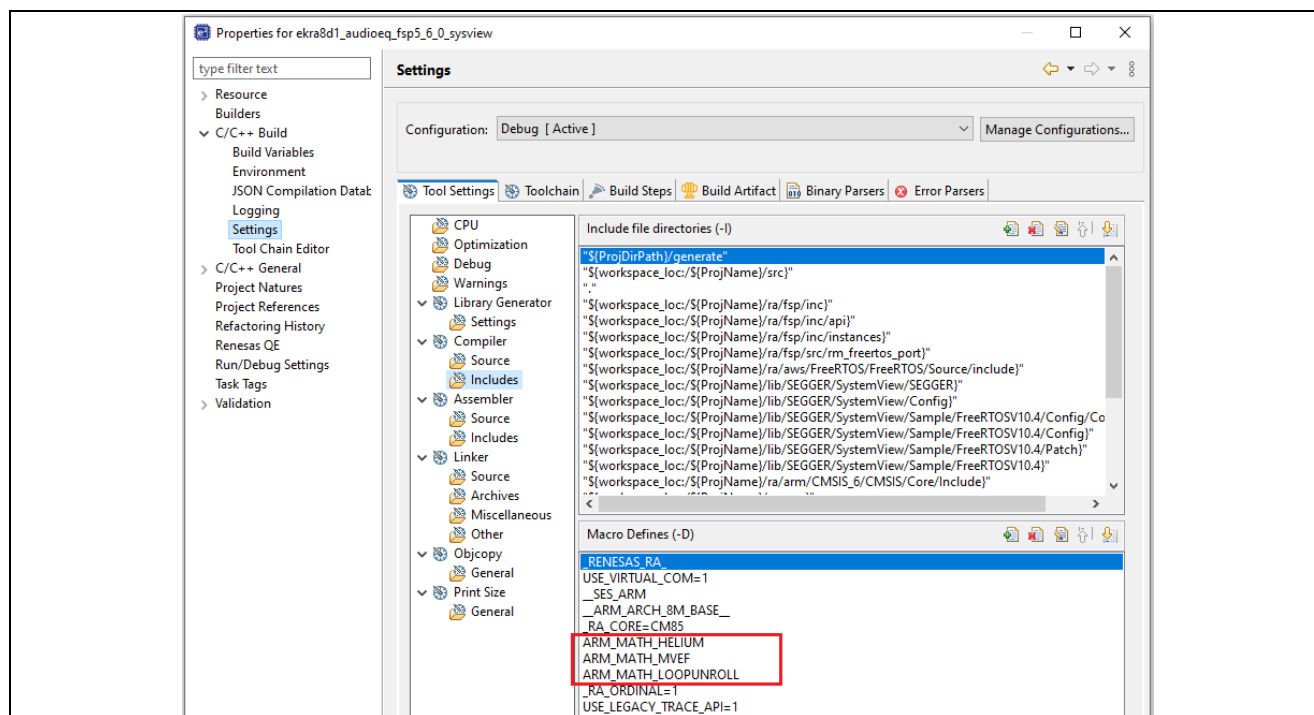 Properties for ekra8d1_audioeq_fsp5_6_0_sysview
type filter text
Resource
Builders
C/C++ Build
Build Variables
Environment
JSON Compilation Datab
Logging
Settings
Tool Chain Editor
C/C++ General
Project Natures
Project References
Refactoring History
Renesas QE
Run/Debug Settings
Task Tags
Validation
Settings
Configuration: Debug [ Active ] Manage Configurations...
Tool Settings Toolchain Build Steps Build Artifact Binary Parsers Error Parsers
CPU
Optimization
Debug
Warnings
Library Generator
Settings
Compiler
Source
Includes
Assembler
Source
Includes
Linker
Source
Archives
Miscellaneous
Other
Objcopy
General
Print Size
General
Include file directories (-I)
"${ProjDirPath}/generate"
"${workspace_loc:/${ProjName}/src}"
"."
"${workspace_loc:/${ProjName}/ra/fsp/inc}"
"${workspace_loc:/${ProjName}/ra/fsp/inc/api}"
"${workspace_loc:/${ProjName}/ra/fsp/inc/instances}"
"${workspace_loc:/${ProjName}/ra/fsp/src/rm_freertos_port}"
"${workspace_loc:/${ProjName}/ra/aws/FreeRTOS/FreeRTOS/Source/include}"
"${workspace_loc:/${ProjName}/lib/SEGGER/SystemView/SEGGER}"
"${workspace_loc:/${ProjName}/lib/SEGGER/SystemView/Config}"
"${workspace_loc:/${ProjName}/lib/SEGGER/SystemView/Sample/FreeRTOSV10.4/Config/Co
"${workspace_loc:/${ProjName}/lib/SEGGER/SystemView/Sample/FreeRTOSV10.4/Config}"
"${workspace_loc:/${ProjName}/lib/SEGGER/SystemView/Sample/FreeRTOSV10.4/Patch}"
"${workspace_loc:/${ProjName}/lib/SEGGER/SystemView/Sample/FreeRTOSV10.4}"
"${workspace_loc:/${ProjName}/ra/arm/CMSIS_6/CMSIS/Core/Include}"
Macro Defines (-D)
_RENESAS_RA_
USE_VIRTUAL_COM=1
__SES_ARM
__ARM_ARCH_8M_BASE__
_RA_CORE=CM85
ARM_MATH_HELIUM
ARM_MATH_MVEF
ARM_MATH_LOOPUNROLL
_RA_ORDINAL=1
USE_LEGACY_TRACE_API=1